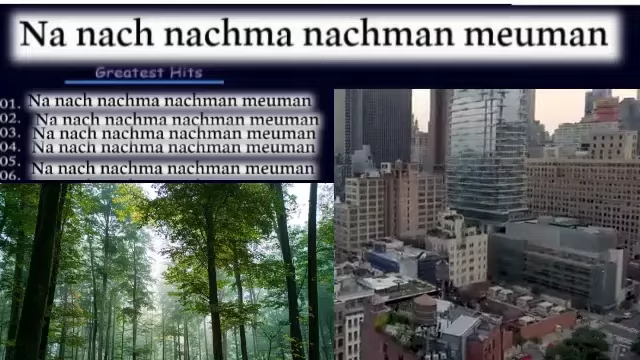 Na nach nachma nachman meuman
Greatest Hits
01. Na nach nachma nachman meuman
02. Na nach nachma nachman meuman
03. Na nach nachma nachman meuman
04. Na nach nachma nachman meuman
05. Na nach nachma nachman meuman
06.